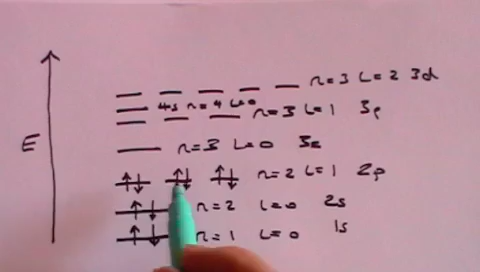 n=3 L=2 3d
4s n=4 L=0
n=3 L=1 3p
E
n=3 L=0 3s
n=2 L=1 2p
n=2 L=0 2s
n=1 L=0 1s